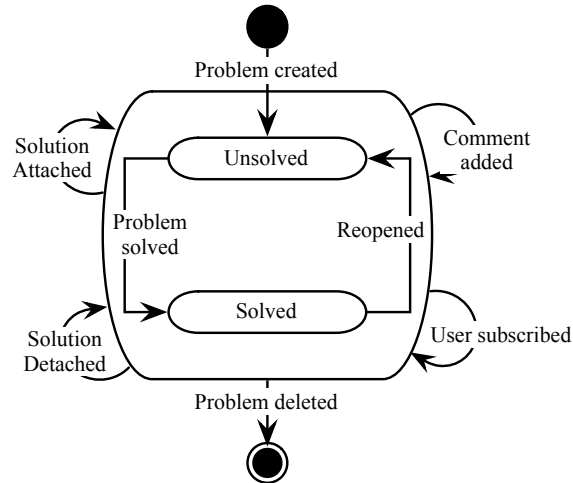 Problem created
Solution
Attached
Unsolved
Comment
added
Problem
solved
Reopened
Solved
Solution
Detached
User subscribed
Problem deleted